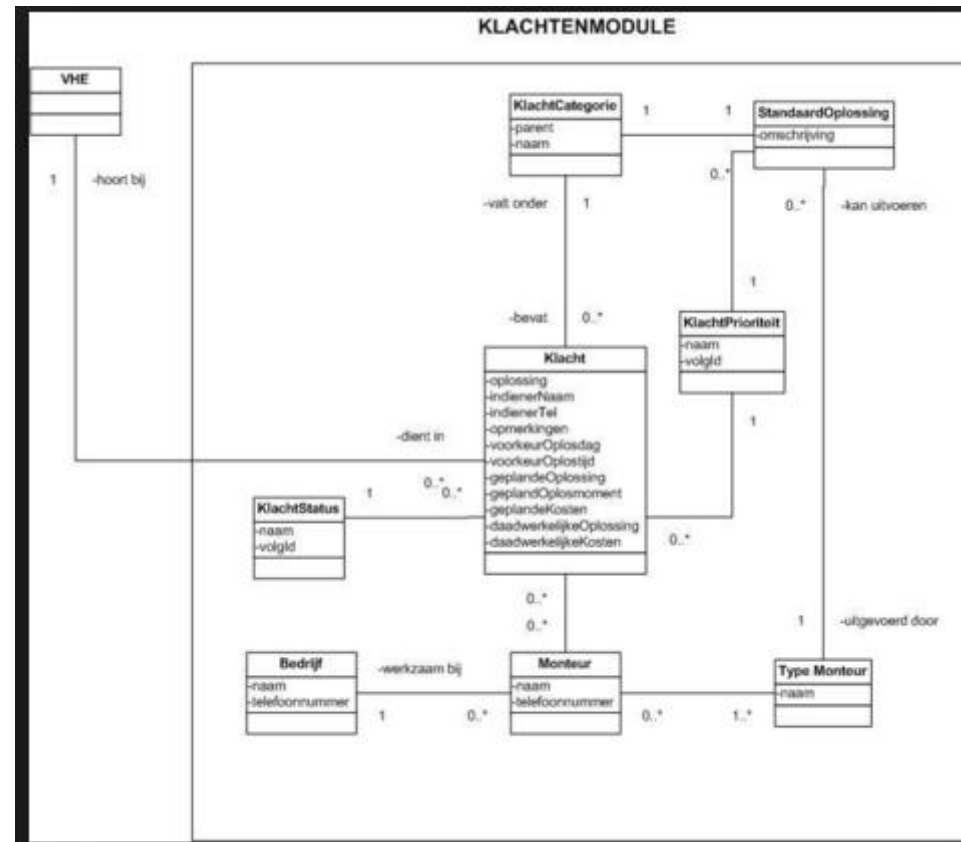 KLACHTENMODULE
VHE
KlachtCategorie
-parent
-naam
1
1
StandaardOplossing
-omschrijving
1
-hoort bij
-valt onder
1
0..*
0..*
-kan uitvoeren
-bevat
0..*
1
KlachtPrioriteit
-naam
-volgId
1
Klacht
-oplossing
-indienerNaam
-indienerTel
-opmerkingen
-voorkeurOplosdag
-voorkeurOplostijd
-geplandeOplossing
-geplandOplosmoment
-geplandeKosten
-daadwerkelijkeOplossing
-daadwerkelijkeKosten
-dient in
0..*
0..*
1
KlachtStatus
-naam
-volgId
0..*
0..*
0..*
1
-uitgevoerd door
Bedrijf
-naam
-telefoonnummer
-werkzaam bij
1
0..*
Monteur
-naam
-telefoonnummer
0..*
1..*
Type Monteur
-naam